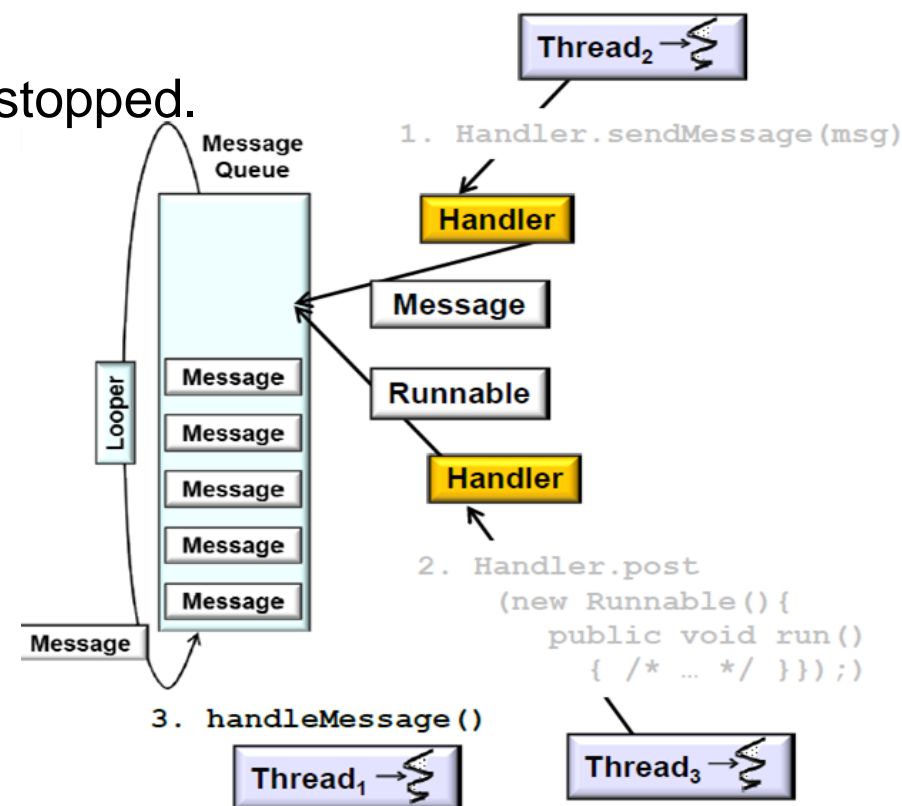 stopped.
Thread₂
1. Handler.sendMessage(msg)
Message
Queue
Handler
Message
Message
Runnable
Looper
Message
Message
Handler
Message
2. Handler.post
(new Runnable(){
Message
public void run()
Message
{ /* … */ }});)
3. handleMessage()
Thread₁
Thread₃